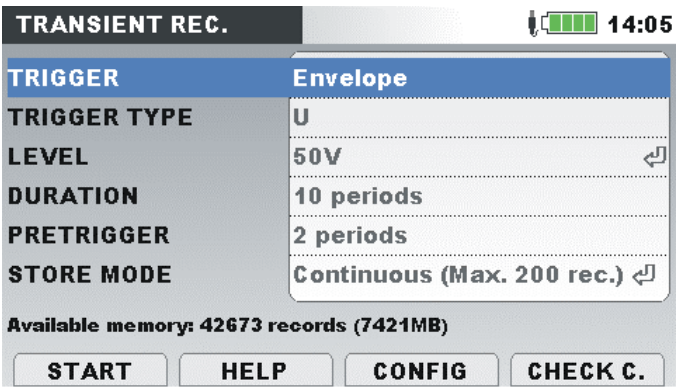 TRANSIENT REC. 14:05
TRIGGER Envelope
TRIGGER TYPE U
LEVEL 50V
DURATION 10 periods
PRETRIGGER 2 periods
STORE MODE Continuous (Max. 200 rec.)
Available memory: 42673 records (7421MB)
START HELP CONFIG CHECK C.